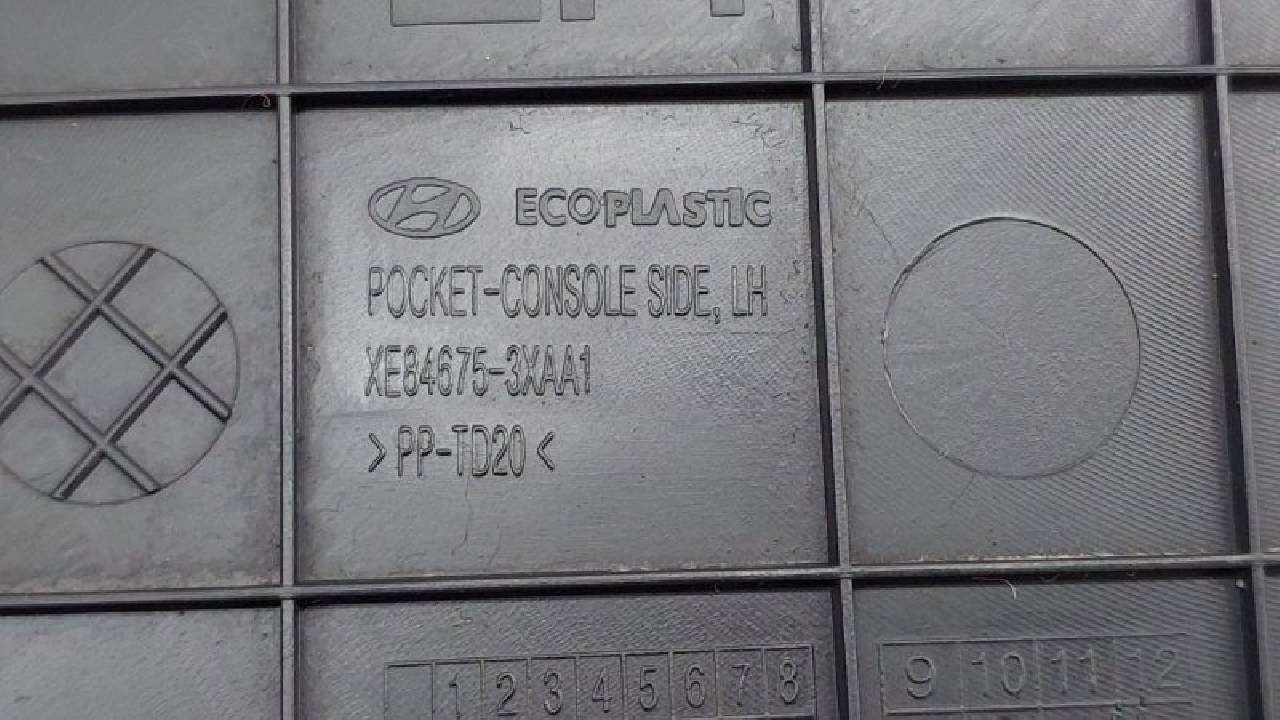 ECOPLASTIC
POCKET-CONSOLE SIDE, LH
XE84675-3XAA1
>PP-TD20<
1 2 3 4 5 6 7 8 9 10 11 12